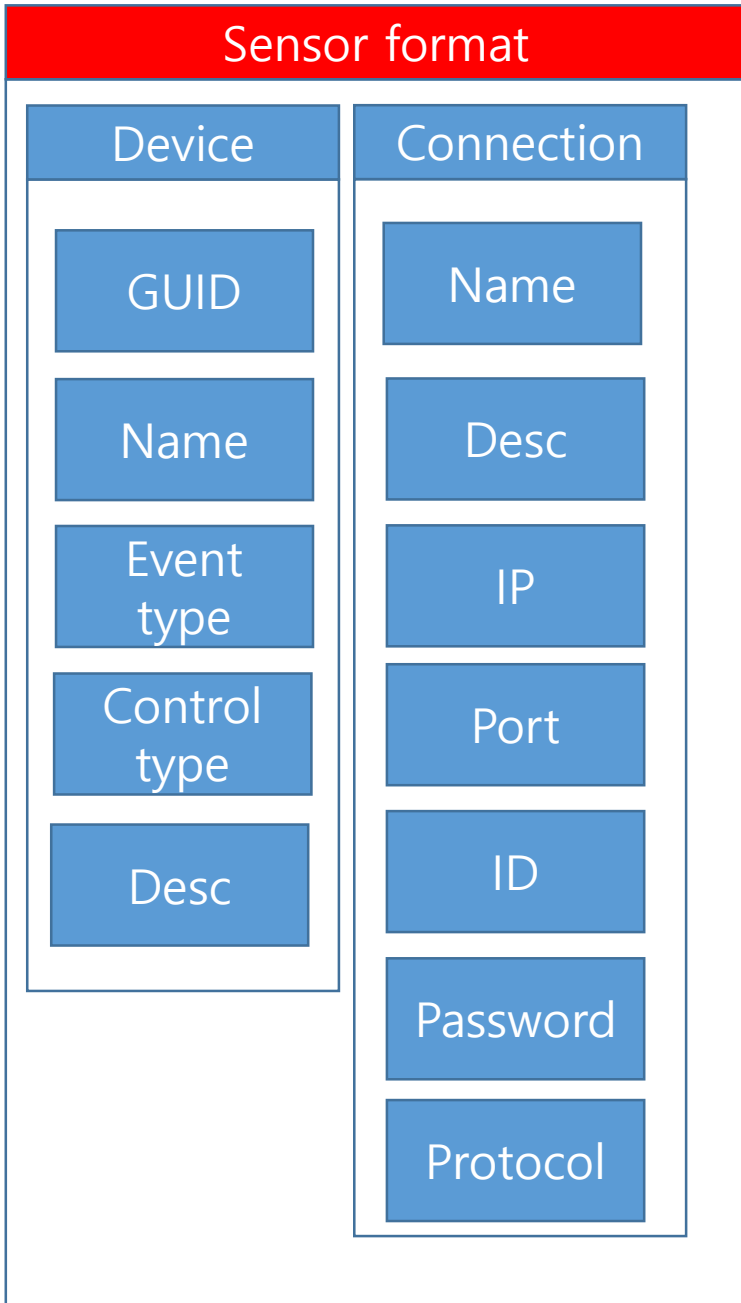 Sensor format
Device
GUID
Name
Event
type
Control
type
Desc
Connection
Name
Desc
IP
Port
ID
Password
Protocol